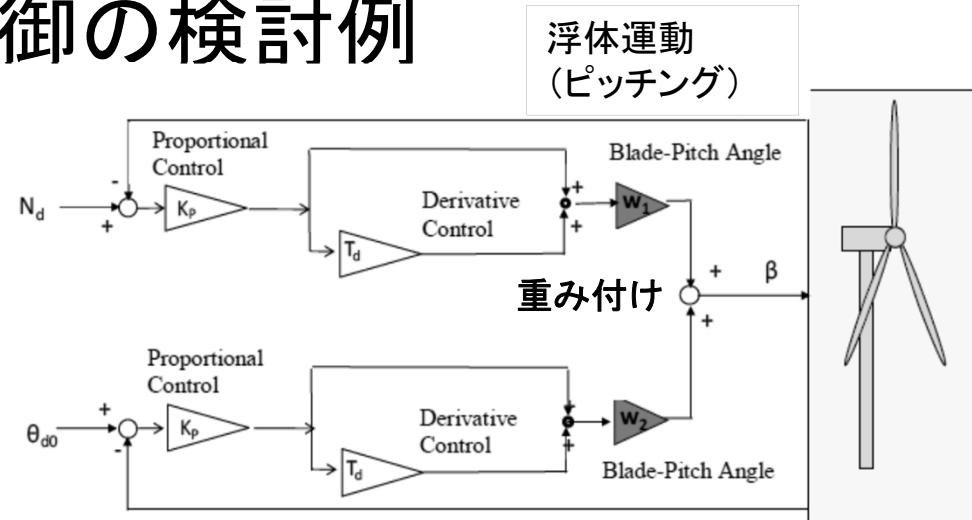 御の検討例
浮体運動
(ピッチング)
Proportional
Control
Blade-Pitch Angle
-
N_d
+
K_P
Derivative
Control
+
+
W_1
T_d
重み付け
+
β
+
Proportional
Control
+
θ_d0
-
K_P
Derivative
Control
+
+
W_2
T_d
Blade-Pitch Angle